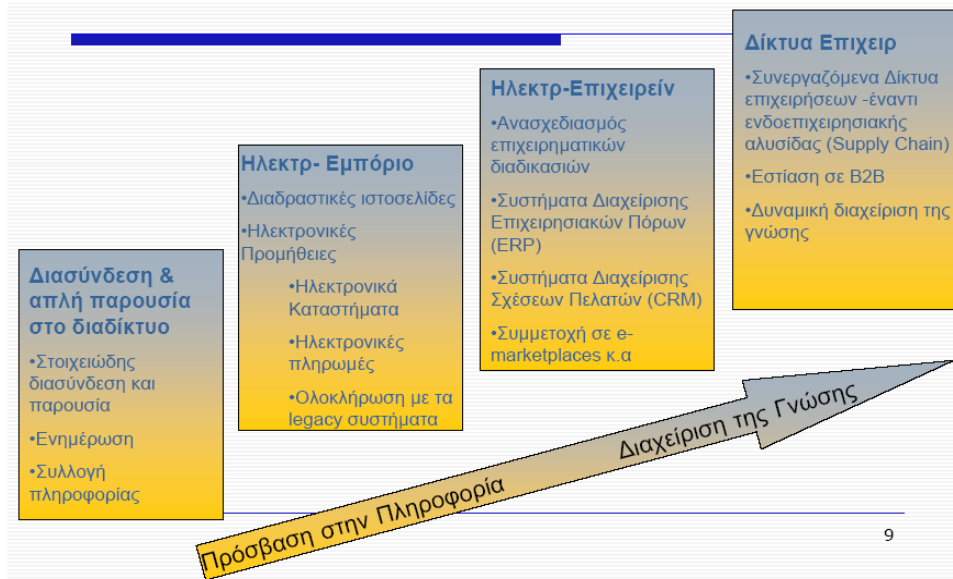 Διασύνδεση &
απλή παρουσία
στο διαδίκτυο
•Στοιχειώδης
διασύνδεση και
παρουσία
•Ενημέρωση
•Συλλογή
πληροφορίας
Ηλεκτρ- Εμπόριο
•Διαδραστικές ιστοσελίδες
•Ηλεκτρονικές
Προμήθειες
•Ηλεκτρονικά
Καταστήματα
•Ηλεκτρονικές
πληρωμές
•Ολοκλήρωση με τα
legacy συστήματα
Ηλεκτρ-Επιχειρείν
•Ανασχεδιασμός
επιχειρηματικών
διαδικασιών
•Συστήματα Διαχείρισης
Επιχειρησιακών Πόρων
(ERP)
•Συστήματα Διαχείρισης
Σχέσεων Πελατών (CRM)
•Συμμετοχή σε e-
marketplaces κ.α
Δίκτυα Επιχειρ
•Συνεργαζόμενα Δίκτυα
επιχειρήσεων -έναντι
ενδοεπιχειρησιακής
αλυσίδας (Supply Chain)
•Εστίαση σε B2B
•Δυναμική διαχείριση της
γνώσης
Πρόσβαση στην Πληροφορία
Διαχείριση της Γνώσης
9